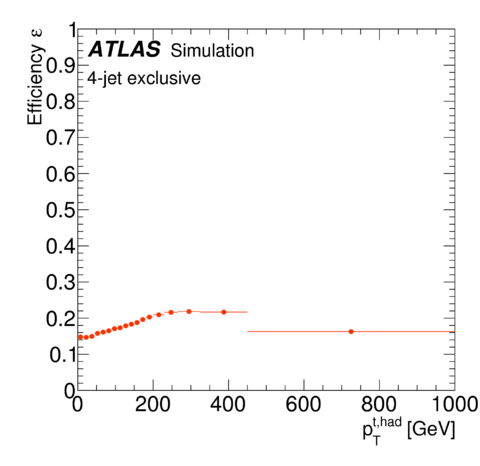 ATLAS Simulation
4-jet exclusive
Efficiency ε
1
0.9
0.8
0.7
0.6
0.5
0.4
0.3
0.2
0.1
0
0 200 400 600 800 1000
p_T^{t,had} [GeV]